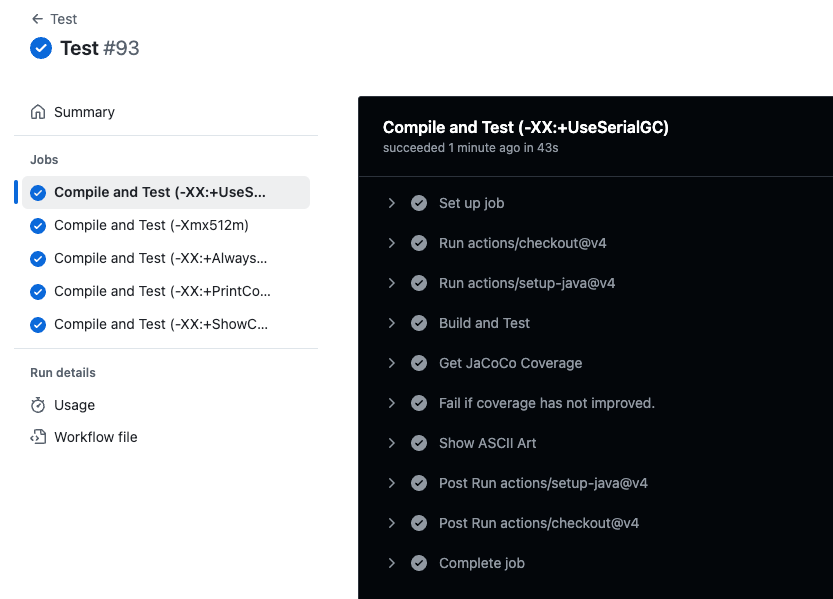 ← Test
Test #93
Summary
Jobs
Compile and Test (-XX:+UseS...
Compile and Test (-Xmx512m)
Compile and Test (-XX:+Always...
Compile and Test (-XX:+PrintCo...
Compile and Test (-XX:+ShowC...
Run details
Usage
Workflow file
Compile and Test (-XX:+UseSerialGC)
succeeded 1 minute ago in 43s
Set up job
Run actions/checkout@v4
Run actions/setup-java@v4
Build and Test
Get JaCoCo Coverage
Fail if coverage has not improved.
Show ASCII Art
Post Run actions/setup-java@v4
Post Run actions/checkout@v4
Complete job